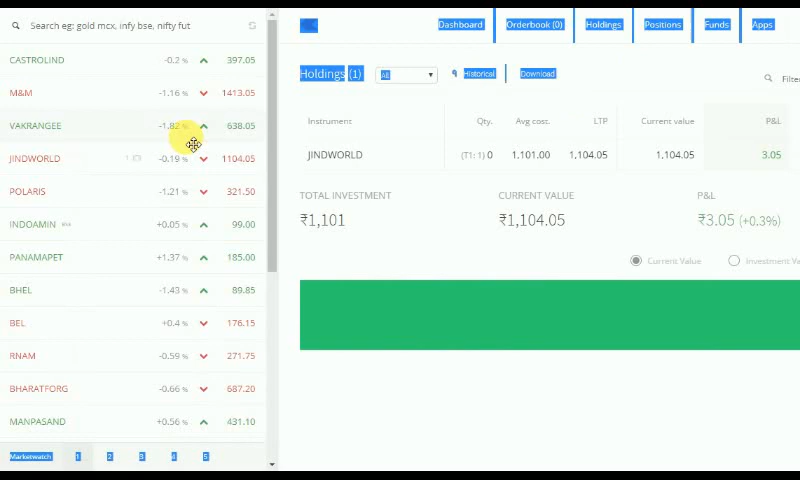 Search eg: gold mcx, infy bse, nifty fut
Dashboard Orderbook (0) Holdings Positions Funds Apps
CASTROLIND -0.2 % 397.05
M&M -1.16 % 1413.05
VAKRANGEE -1.82 % 638.05
JINDWORLD 1 -0.19 % 1104.05
POLARIS -1.21 % 321.50
INDOAMIN BSE +0.05 % 99.00
PANAMAPET +1.37 % 185.00
BHEL -1.43 % 89.85
BEL +0.4 % 176.15
RNAM -0.59 % 271.75
BHARATFORG -0.66 % 687.20
MANPASAND +0.56 % 431.10
Marketwatch 1 2 3 4 5
Holdings (1) All Historical Download
Filter
Instrument Qty. Avg cost. LTP Current value P&L
JINDWORLD (T1: 1) 0 1,101.00 1,104.05 1,104.05 3.05
TOTAL INVESTMENT CURRENT VALUE P&L
₹1,101 ₹1,104.05 ₹3.05 (+0.3%)
Current Value Investment Va